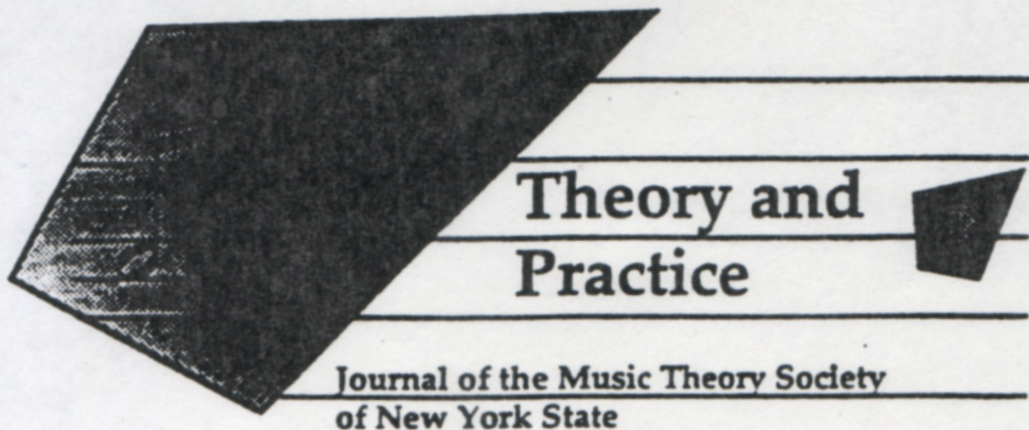 Theory and
Practice
Journal of the Music Theory Society
of New York State